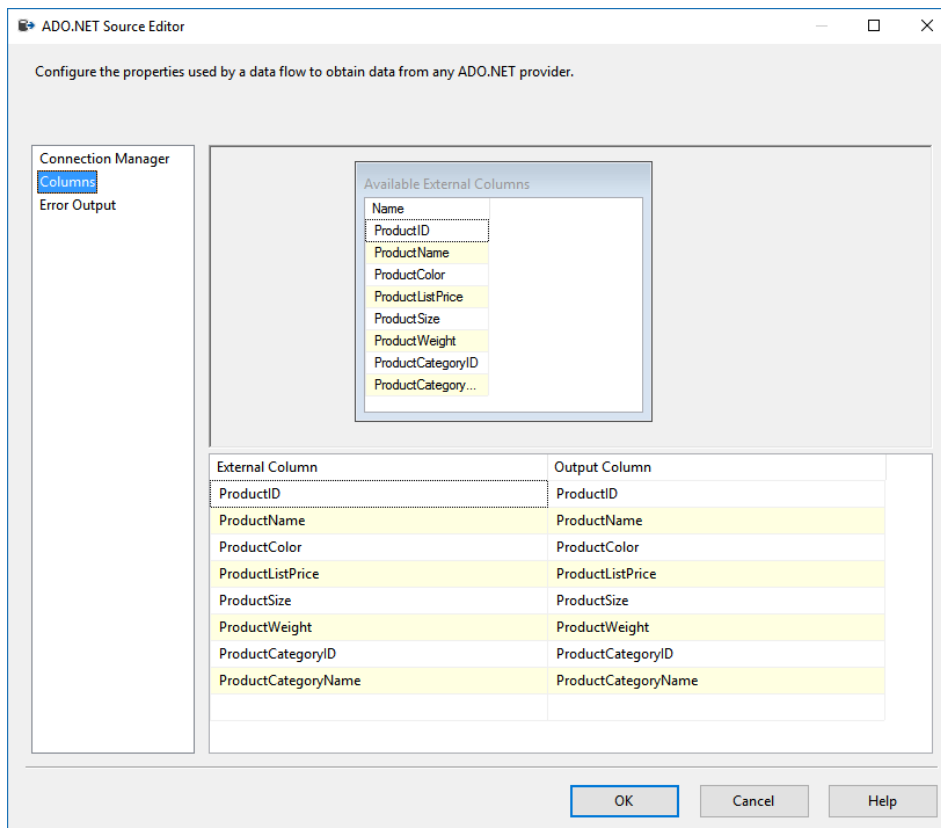 ADO.NET Source Editor
Configure the properties used by a data flow to obtain data from any ADO.NET provider.
Connection Manager
Columns
Error Output
Available External Columns
Name
ProductID
ProductName
ProductColor
ProductListPrice
ProductSize
ProductWeight
ProductCategoryID
ProductCategory...
External Column Output Column
ProductID ProductID
ProductName ProductName
ProductColor ProductColor
ProductListPrice ProductListPrice
ProductSize ProductSize
ProductWeight ProductWeight
ProductCategoryID ProductCategoryID
ProductCategoryName ProductCategoryName
OK Cancel Help